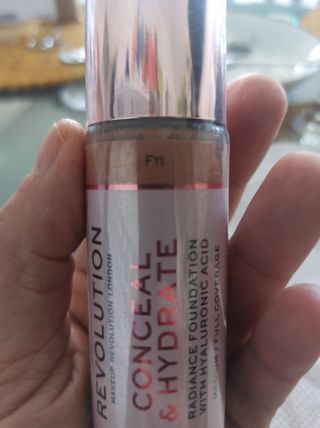 F11
REVOLUTION
MAKEUP REVOLUTION LONDON
CONCEAL
& HYDRATE
RADIANCE FOUNDATION
WITH HYALURONIC ACID
MEDIUM / FULL COVERAGE